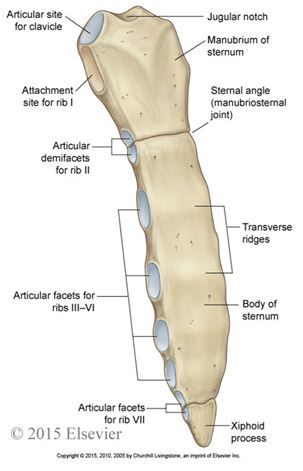 Articular site
for clavicle
Jugular notch
Manubrium of
sternum
Attachment
site for rib I
Sternal angle
(manubriosternal
joint)
Articular
demifacets
for rib II
Transverse
ridges
Articular facets for
ribs III–VI
Body of
sternum
Articular facets
for rib VII
Xiphoid
process
© 2015 Elsevier
Copyright © 2015, 2010, 2005 by Churchill Livingstone, an imprint of Elsevier Inc.